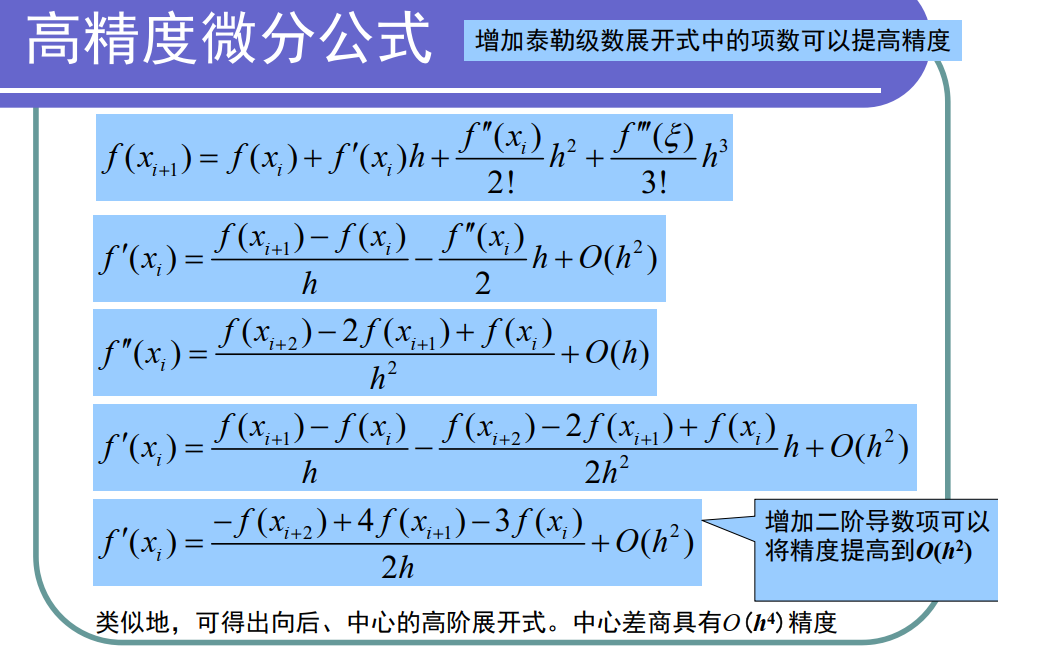 高精度微分公式
增加泰勒级数展开式中的项数可以提高精度
f(x_{i+1}) = f(x_i) + f′(x_i)h + \frac{f″(x_i)}{2!}h^2 + \frac{f‴(ξ)}{3!}h^3
f′(x_i) = \frac{f(x_{i+1}) − f(x_i)}{h} − \frac{f″(x_i)}{2}h + O(h^2)
f″(x_i) = \frac{f(x_{i+2}) − 2f(x_{i+1}) + f(x_i)}{h^2} + O(h)
f′(x_i) = \frac{f(x_{i+1}) − f(x_i)}{h} − \frac{f(x_{i+2}) − 2f(x_{i+1}) + f(x_i)}{2h^2}h + O(h^2)
f′(x_i) = \frac{−f(x_{i+2}) + 4f(x_{i+1}) − 3f(x_i)}{2h} + O(h^2)
增加二阶导数项可以
将精度提高到O(h²)
类似地，可得出向后、中心的高阶展开式。中心差商具有O(h⁴)精度